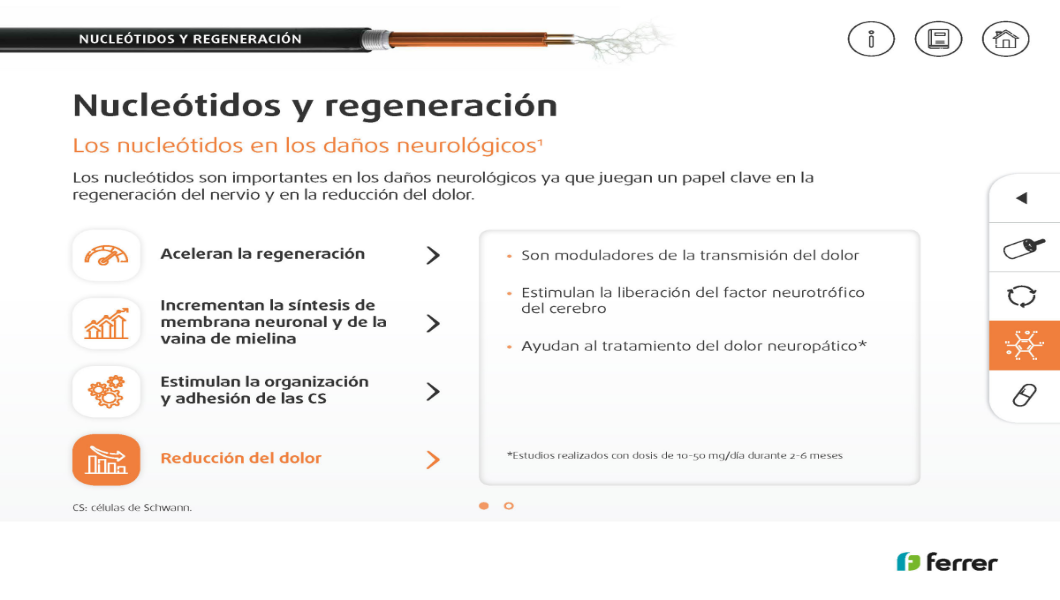 NUCLEÓTIDOS Y REGENERACIÓN
Nucleótidos y regeneración
Los nucleótidos en los daños neurológicos¹
Los nucleótidos son importantes en los daños neurológicos ya que juegan un papel clave en la
regeneración del nervio y en la reducción del dolor.
Aceleran la regeneración
Incrementan la síntesis de
membrana neuronal y de la
vaina de mielina
Estimulan la organización
y adhesión de las CS
Reducción del dolor
CS: células de Schwann.
• Son moduladores de la transmisión del dolor
• Estimulan la liberación del factor neurotrófico
del cerebro
• Ayudan al tratamiento del dolor neuropático*
*Estudios realizados con dosis de 10-50 mg/día durante 2-6 meses
ferrer